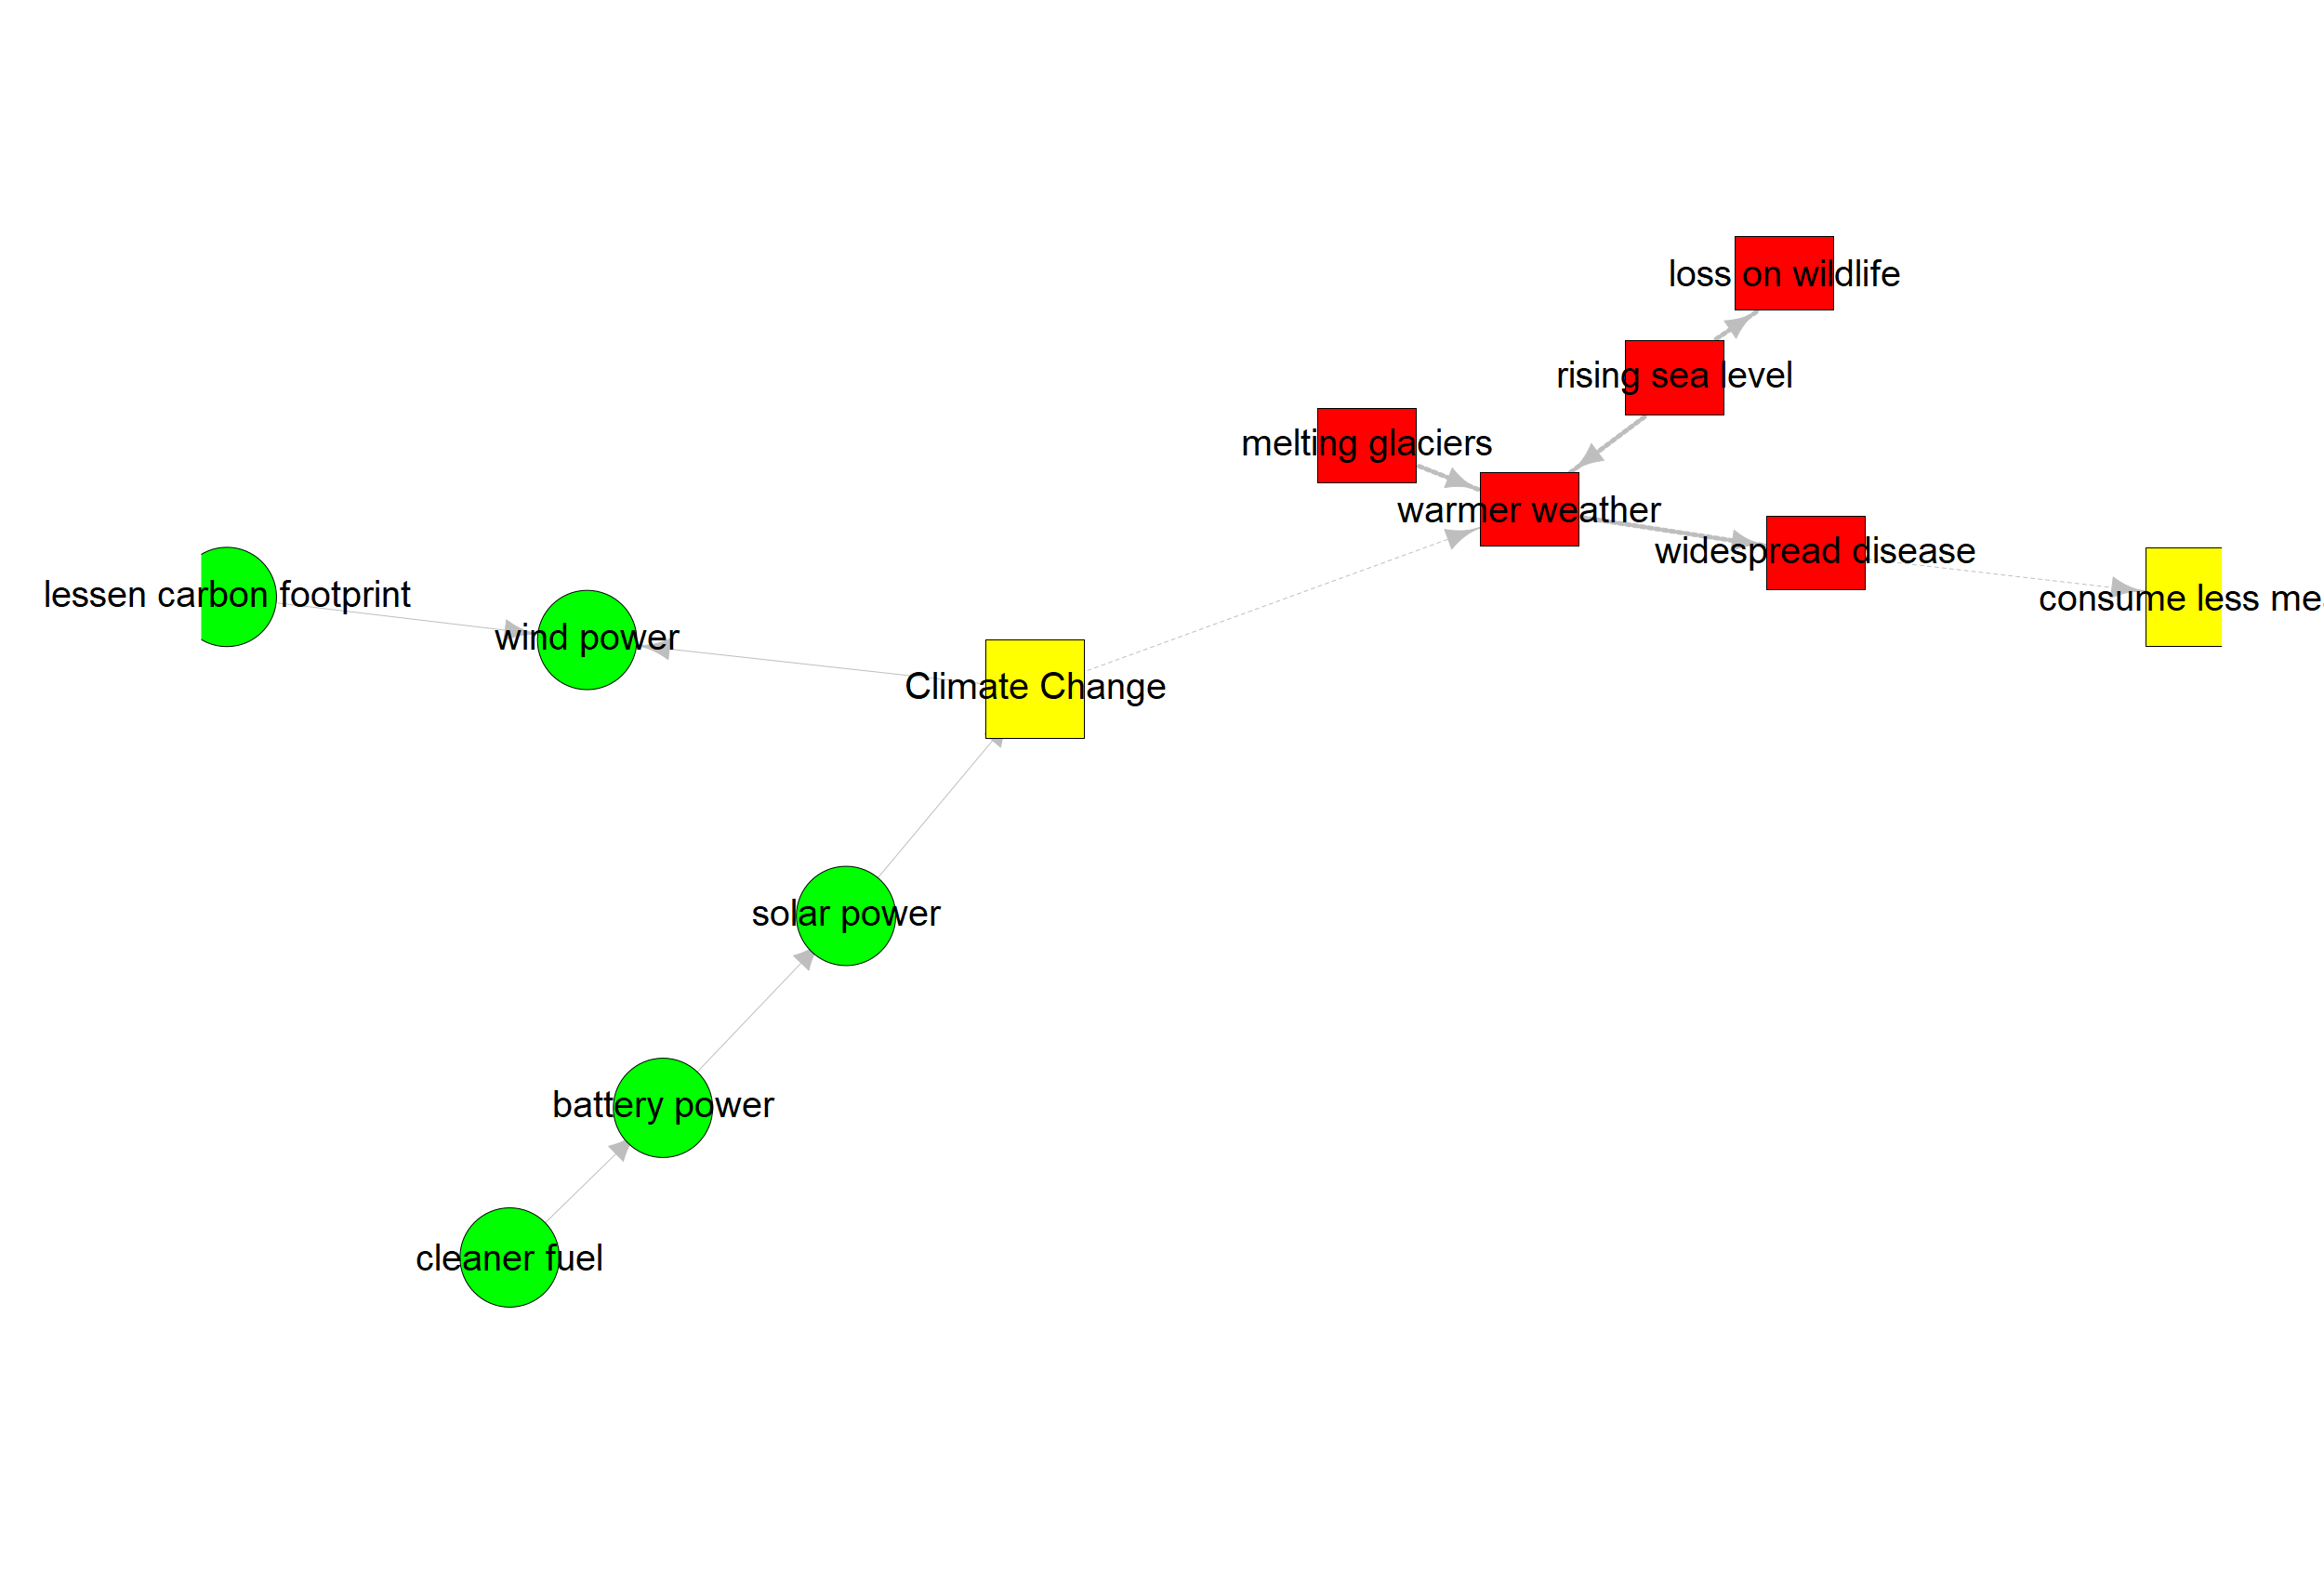 loss on wildlife
rising sea level
melting glaciers
warmer weather
widespread disease
lessen carbon footprint
consume less me
wind power
Climate Change
solar power
battery power
cleaner fuel